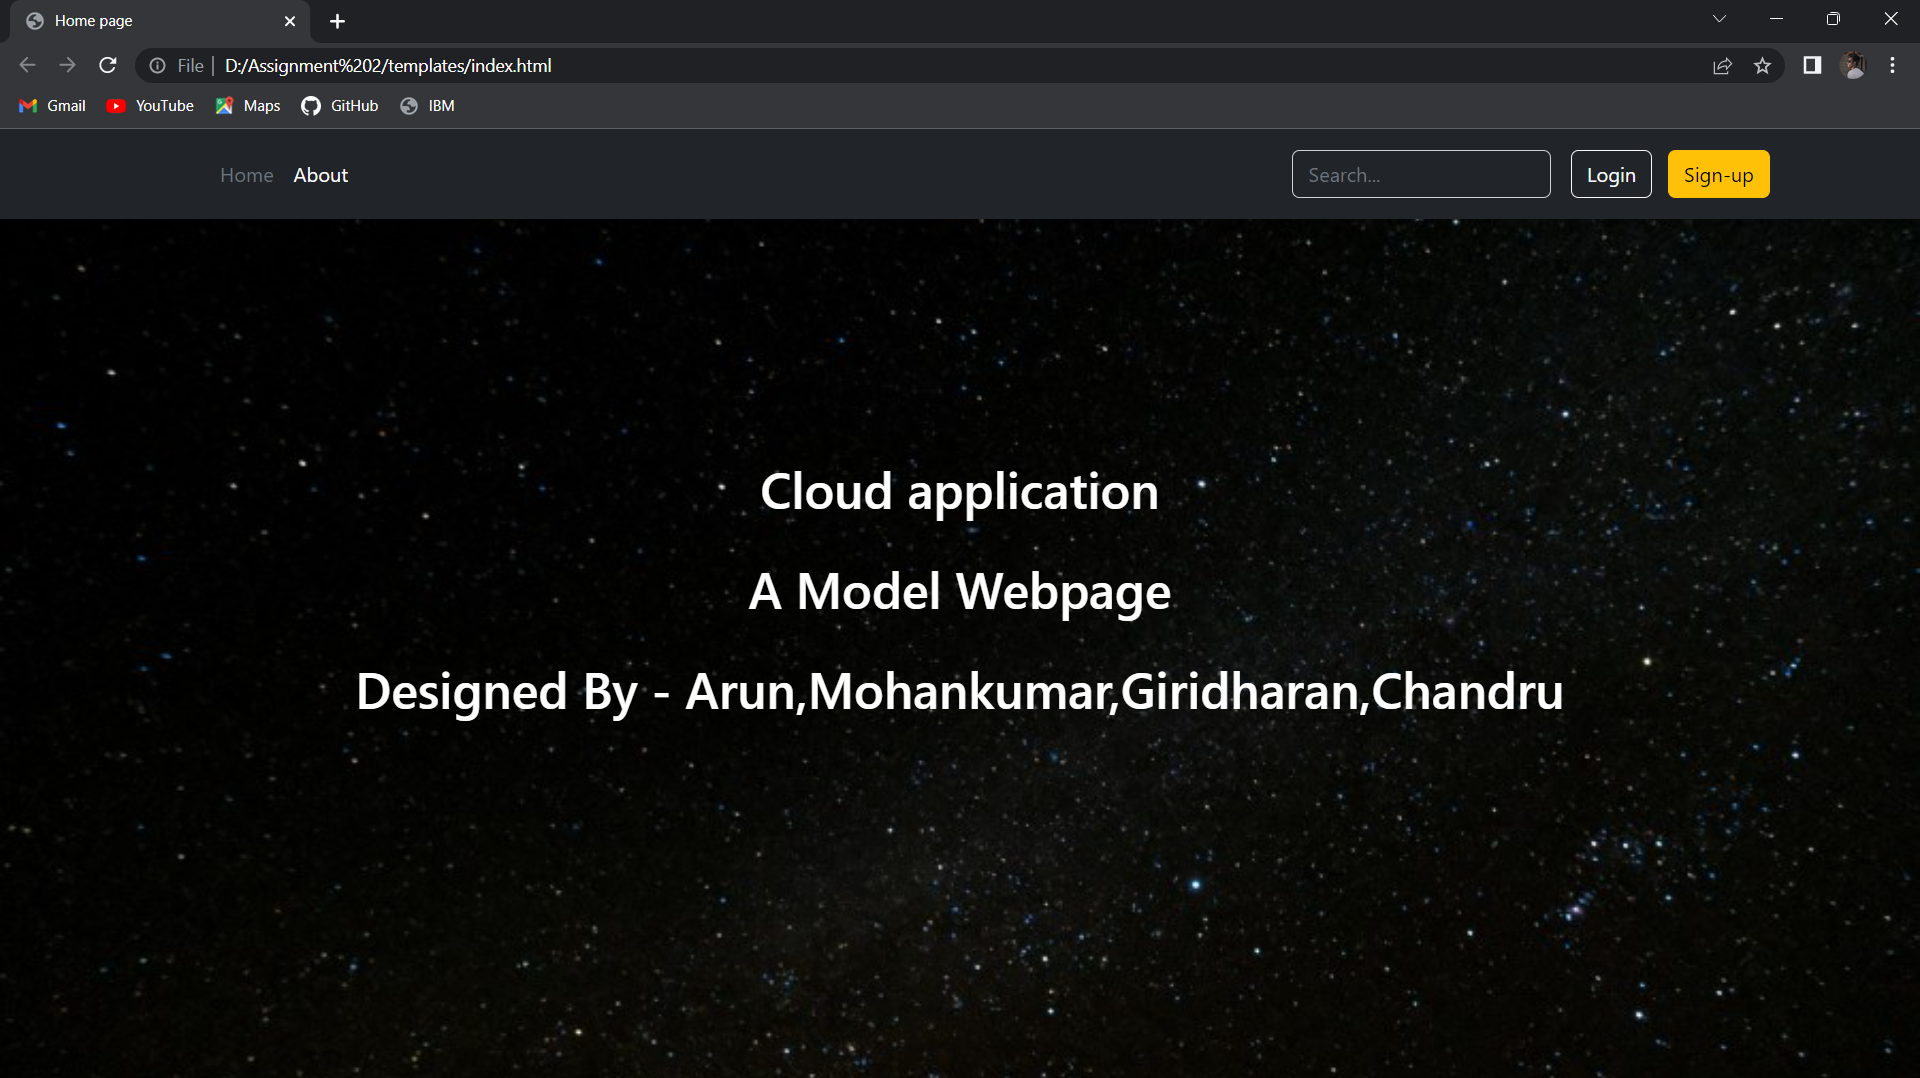 Home page
File | D:/Assignment%202/templates/index.html
Gmail YouTube Maps GitHub IBM
Home About Search... Login Sign-up
Cloud application
A Model Webpage
Designed By - Arun,Mohankumar,Giridharan,Chandru